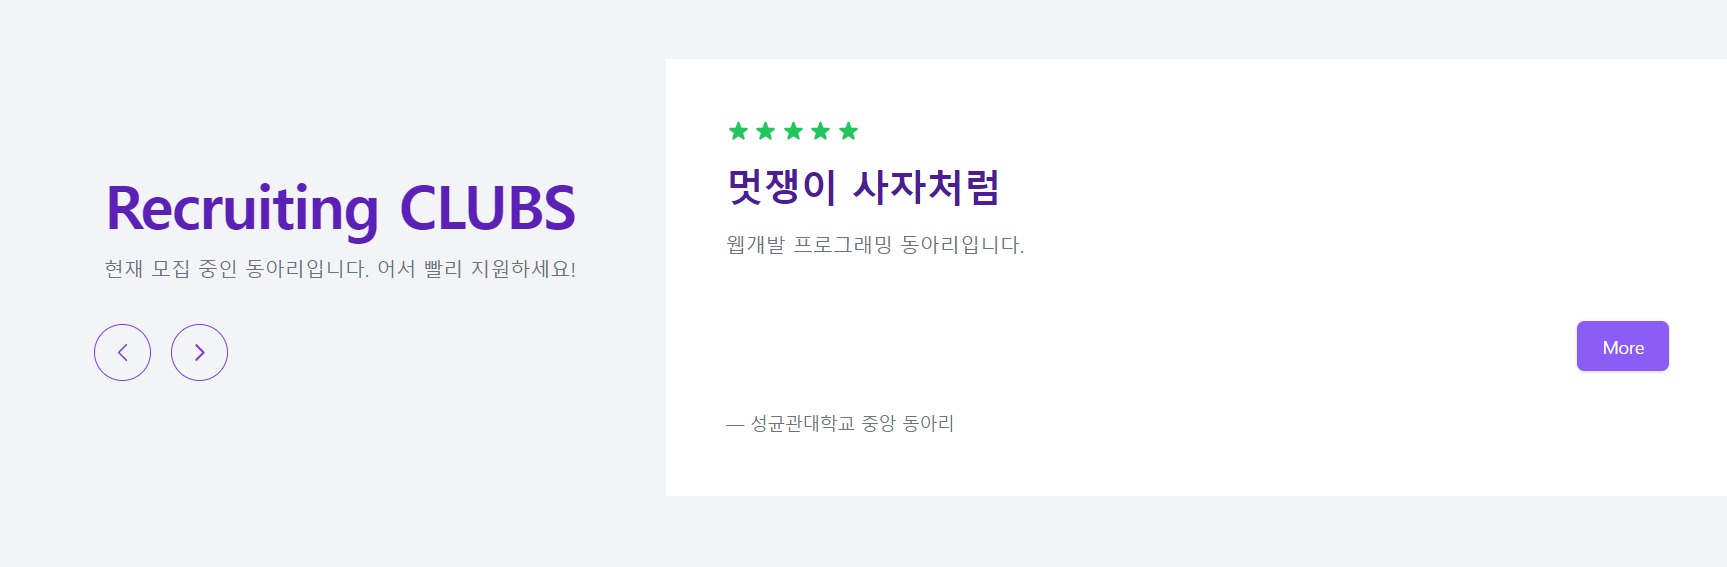 Recruiting CLUBS
현재 모집 중인 동아리입니다. 어서 빨리 지원하세요!
멋쟁이 사자처럼
웹개발 프로그래밍 동아리입니다.
More
— 성균관대학교 중앙 동아리